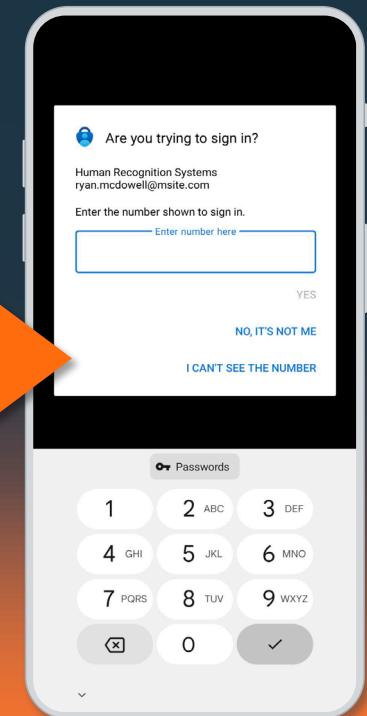 Are you trying to sign in?
Human Recognition Systems
ryan.mcdowell@msite.com
Enter the number shown to sign in.
Enter number here
YES
NO, IT'S NOT ME
I CAN'T SEE THE NUMBER
Passwords
1 2 ABC 3 DEF
4 GHI 5 JKL 6 MNO
7 PQRS 8 TUV 9 WXYZ
0